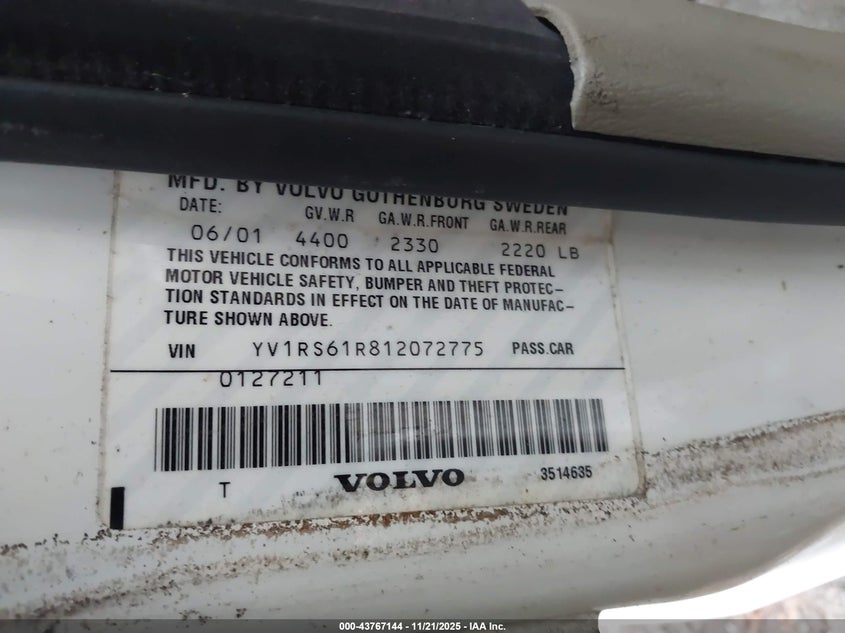 MFD. BY VOLVO GOTHENBURG SWEDEN
DATE: GV.W.R GA.W.R.FRONT GA.W.R.REAR
06/01 4400 2330 2220 LB
THIS VEHICLE CONFORMS TO ALL APPLICABLE FEDERAL
MOTOR VEHICLE SAFETY, BUMPER AND THEFT PROTEC–
TION STANDARDS IN EFFECT ON THE DATE OF MANUFAC–
TURE SHOWN ABOVE.
VIN YV1RS61R812072775 PASS.CAR
0127211
T VOLVO 3514635
000-43767144 - 11/21/2025 - IAA Inc.